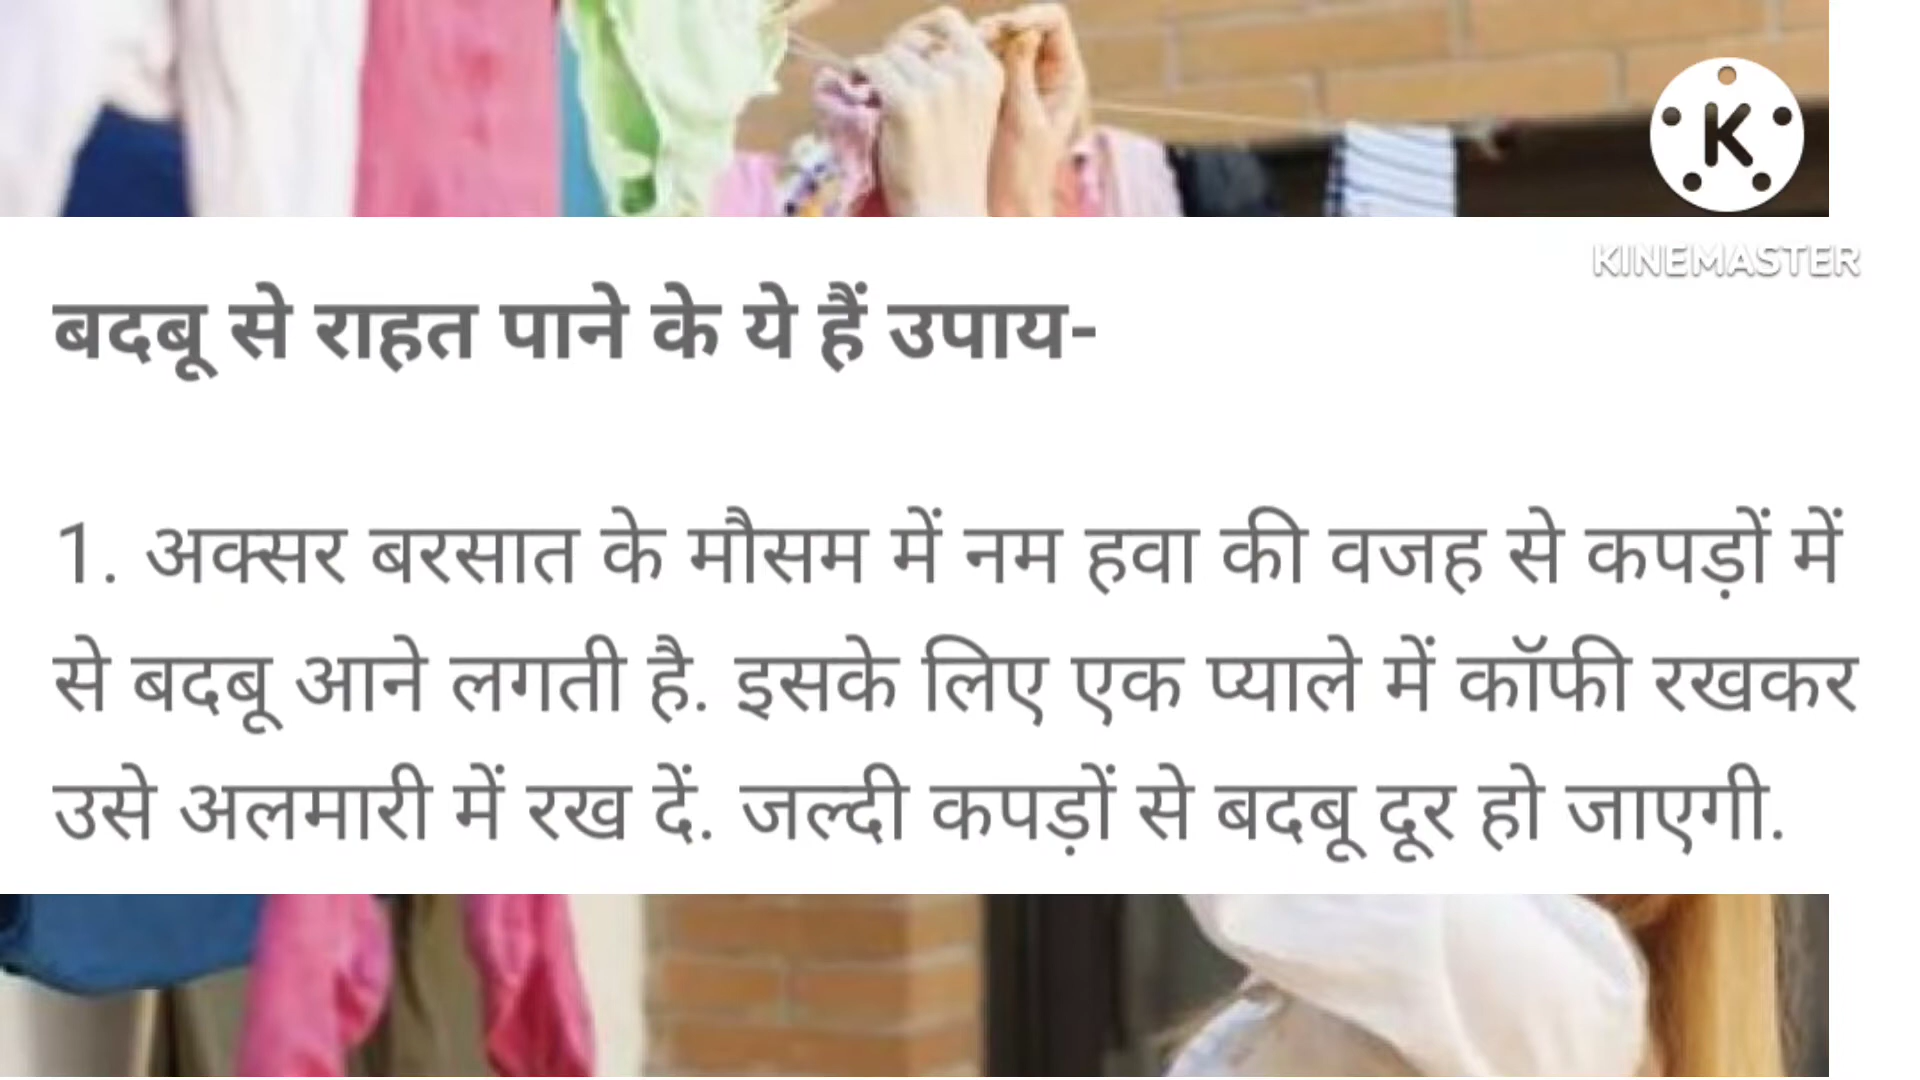 K
KINEMASTER
बदबू से राहत पाने के ये हैं उपाय-
1. अक्सर बरसात के मौसम में नम हवा की वजह से कपड़ों में
से बदबू आने लगती है. इसके लिए एक प्याले में कॉफी रखकर
उसे अलमारी में रख दें. जल्दी कपड़ों से बदबू दूर हो जाएगी.